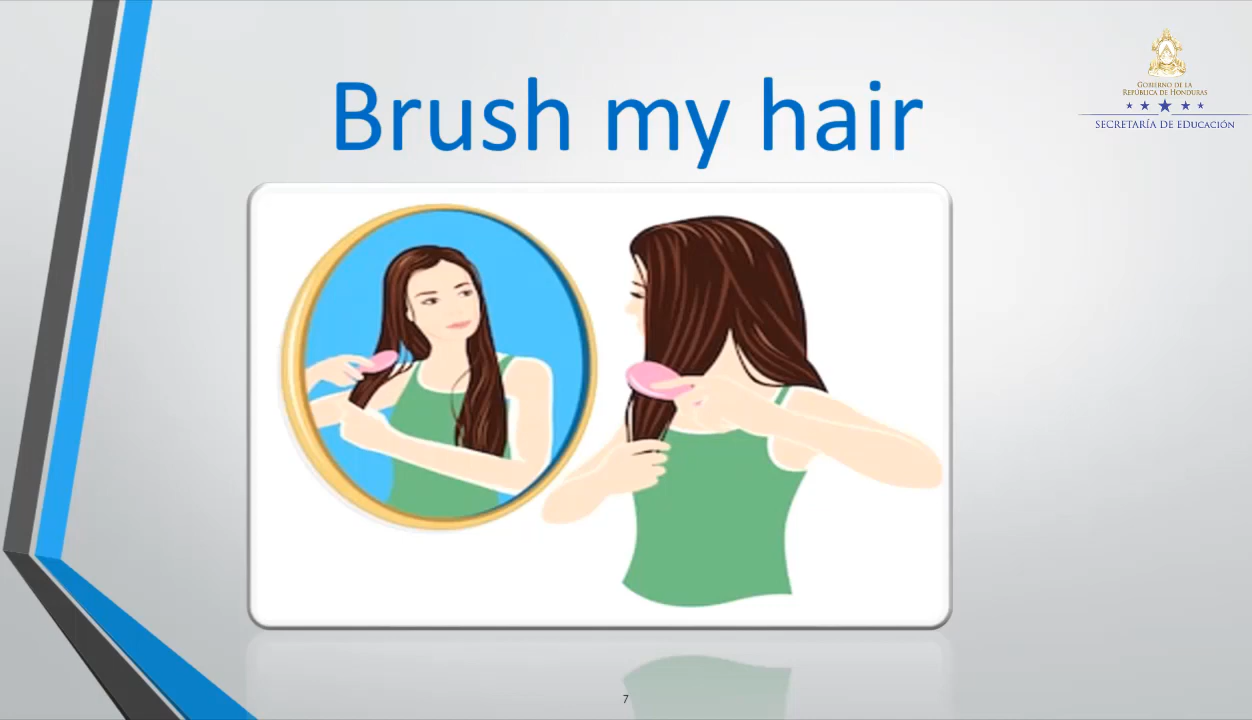 Brush my hair
GOBIERNO DE LA
REPÚBLICA DE HONDURAS
SECRETARÍA DE EDUCACIÓN
7